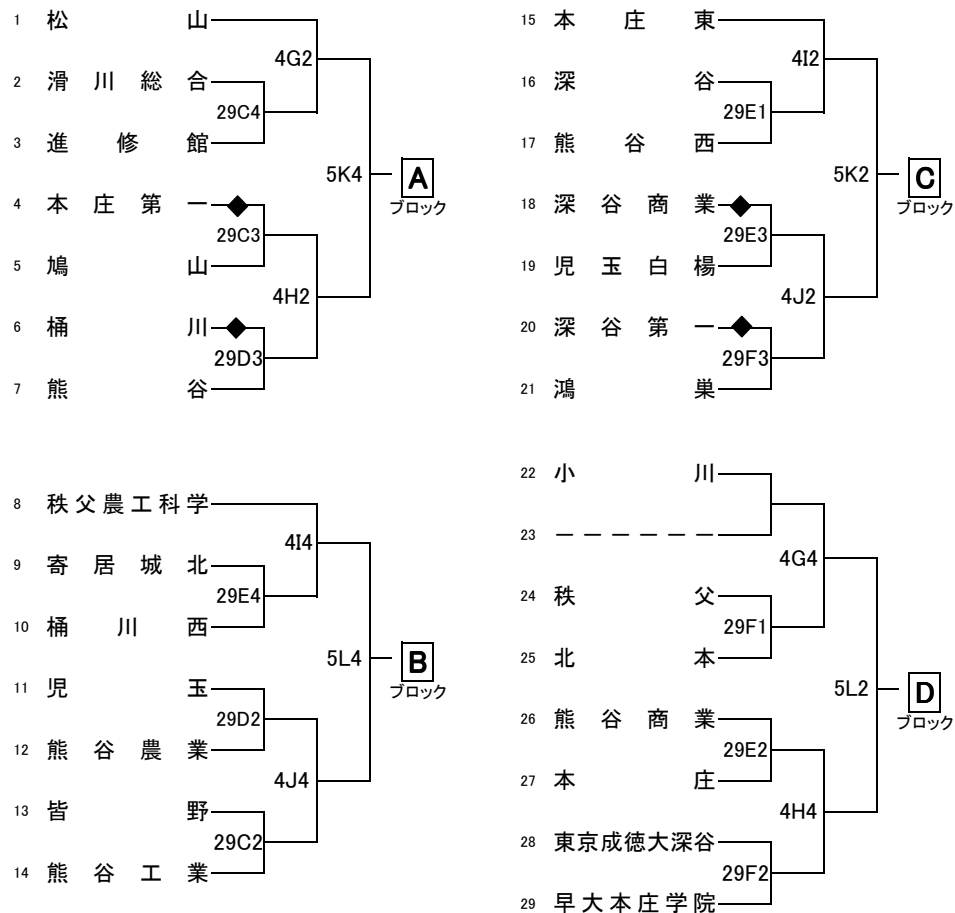 1 松山
4G2
2 滑川総合
29C4
3 進修館
5K4
A
ブロック
4 本庄第一◆
29C3
5 鳩山
4H2
6 桶川◆
29D3
7 熊谷
8 秩父農工科学
4I4
9 寄居城北
29E4
10 桶川西
5L4
B
ブロック
11 児玉
29D2
12 熊谷農業
4J4
13 皆野
29C2
14 熊谷工業
15 本庄東
4I2
16 深谷
29E1
17 熊谷西
5K2
C
ブロック
18 深谷商業◆
29E3
19 児玉白楊
4J2
20 深谷第一◆
29F3
21 鴻巣
22 小川
23 ーーーーーー
4G4
24 秩父
29F1
25 北本
5L2
D
ブロック
26 熊谷商業
29E2
27 本庄
4H4
28 東京成徳大深谷
29F2
29 早大本庄学院